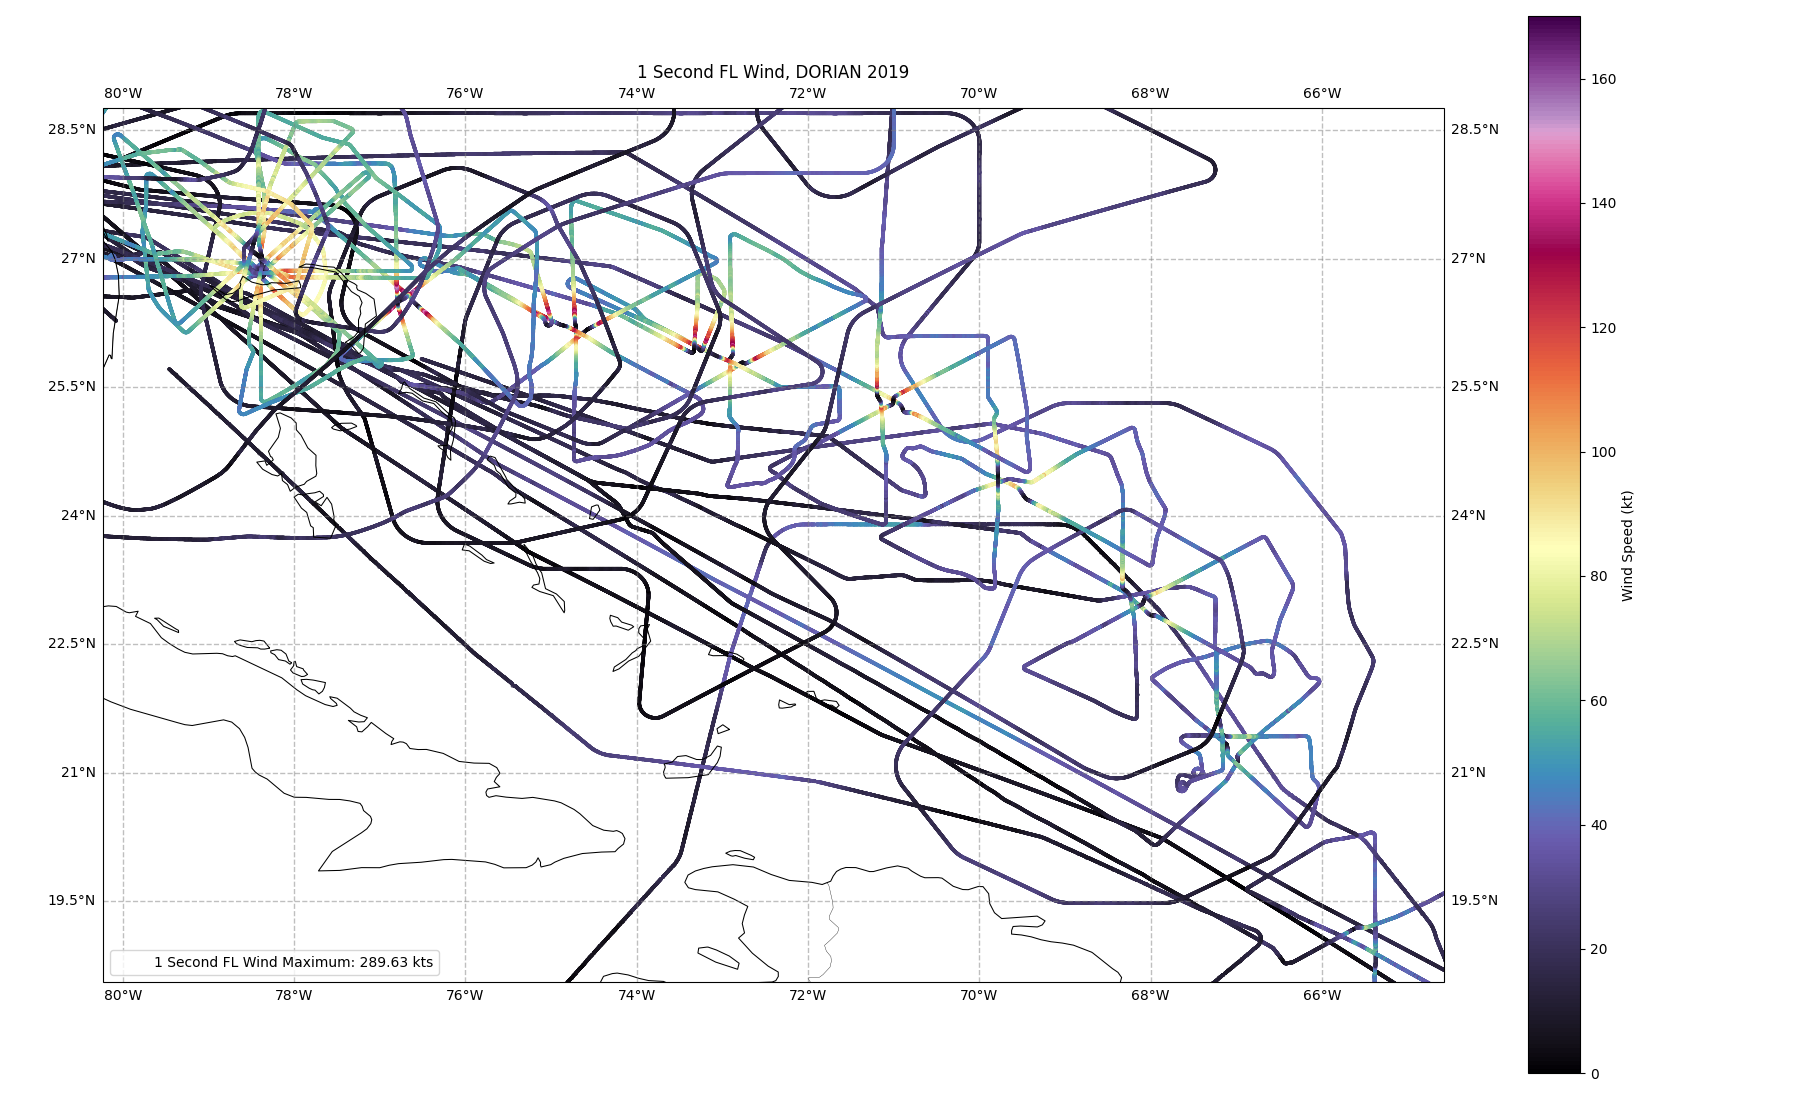 1 Second FL Wind, DORIAN 2019
80°W 78°W 76°W 74°W 72°W 70°W 68°W 66°W
28.5°N 28.5°N
27°N 27°N
25.5°N 25.5°N
24°N 24°N
22.5°N 22.5°N
21°N 21°N
19.5°N 19.5°N
1 Second FL Wind Maximum: 289.63 kts
80°W 78°W 76°W 74°W 72°W 70°W 68°W 66°W
160
140
120
100
80
60
40
20
0
Wind Speed (kt)